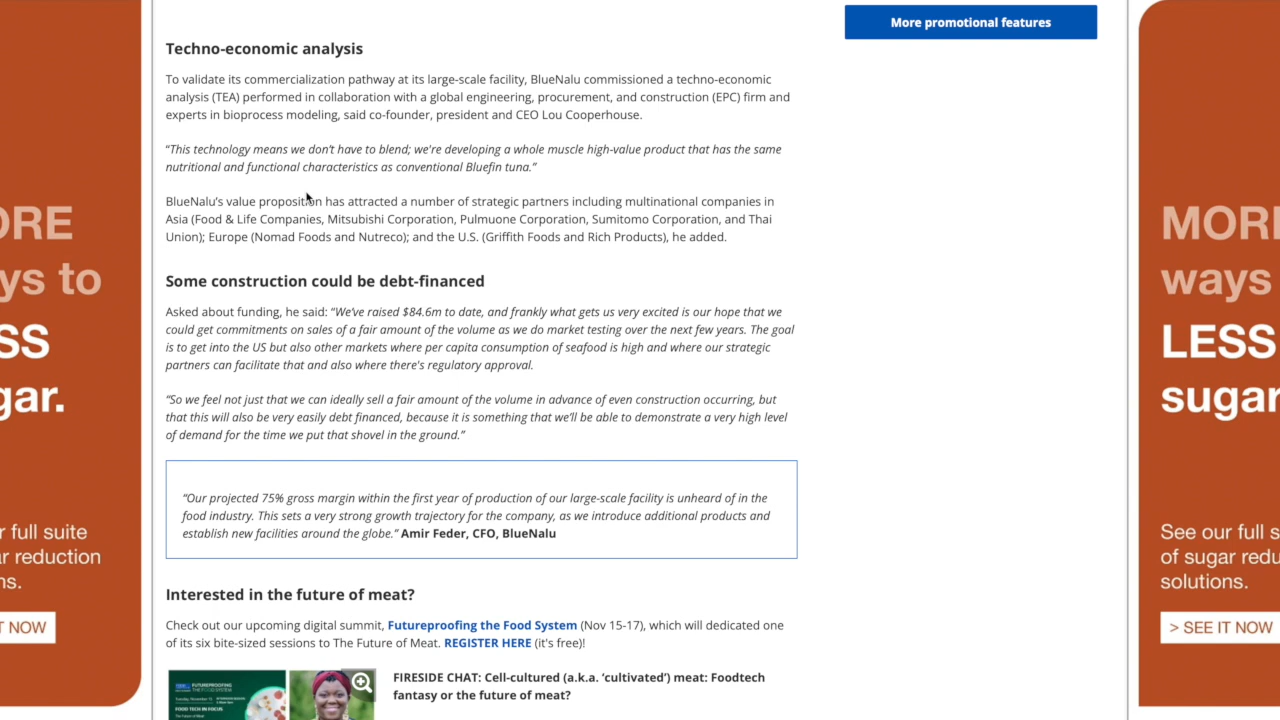 More promotional features
Techno-economic analysis
To validate its commercialization pathway at its large-scale facility, BlueNalu commissioned a techno-economic
analysis (TEA) performed in collaboration with a global engineering, procurement, and construction (EPC) firm and
experts in bioprocess modeling, said co-founder, president and CEO Lou Cooperhouse.
“This technology means we don’t have to blend; we're developing a whole muscle high-value product that has the same
nutritional and functional characteristics as conventional Bluefin tuna.”
BlueNalu’s value proposition has attracted a number of strategic partners including multinational companies in
Asia (Food & Life Companies, Mitsubishi Corporation, Pulmuone Corporation, Sumitomo Corporation, and Thai
Union); Europe (Nomad Foods and Nutreco); and the U.S. (Griffith Foods and Rich Products), he added.
Some construction could be debt-financed
Asked about funding, he said: “We’ve raised $84.6m to date, and frankly what gets us very excited is our hope that we
could get commitments on sales of a fair amount of the volume as we do market testing over the next few years. The goal
is to get into the US but also other markets where per capita consumption of seafood is high and where our strategic
partners can facilitate that and also where there's regulatory approval.
“So we feel not just that we can ideally sell a fair amount of the volume in advance of even construction occurring, but
that this will also be very easily debt financed, because it is something that we’ll be able to demonstrate a very high level
of demand for the time we put that shovel in the ground.”
“Our projected 75% gross margin within the first year of production of our large-scale facility is unheard of in the
food industry. This sets a very strong growth trajectory for the company, as we introduce additional products and
establish new facilities around the globe.” Amir Feder, CFO, BlueNalu
Interested in the future of meat?
Check out our upcoming digital summit, Futureproofing the Food System (Nov 15-17), which will dedicated one
of its six bite-sized sessions to The Future of Meat. REGISTER HERE (it's free)!
FIRESIDE CHAT: Cell-cultured (a.k.a. ‘cultivated’) meat: Foodtech
fantasy or the future of meat?
FUTUREPROOFING
THE FOOD SYSTEM
FOOD TECH IN FOCUS
ORE
ys to
SS
gar.
r full suite
ar reduction
ns.
T NOW
MORE
ways
LESS
sugar
See our full s
of sugar redu
solutions.
> SEE IT NOW